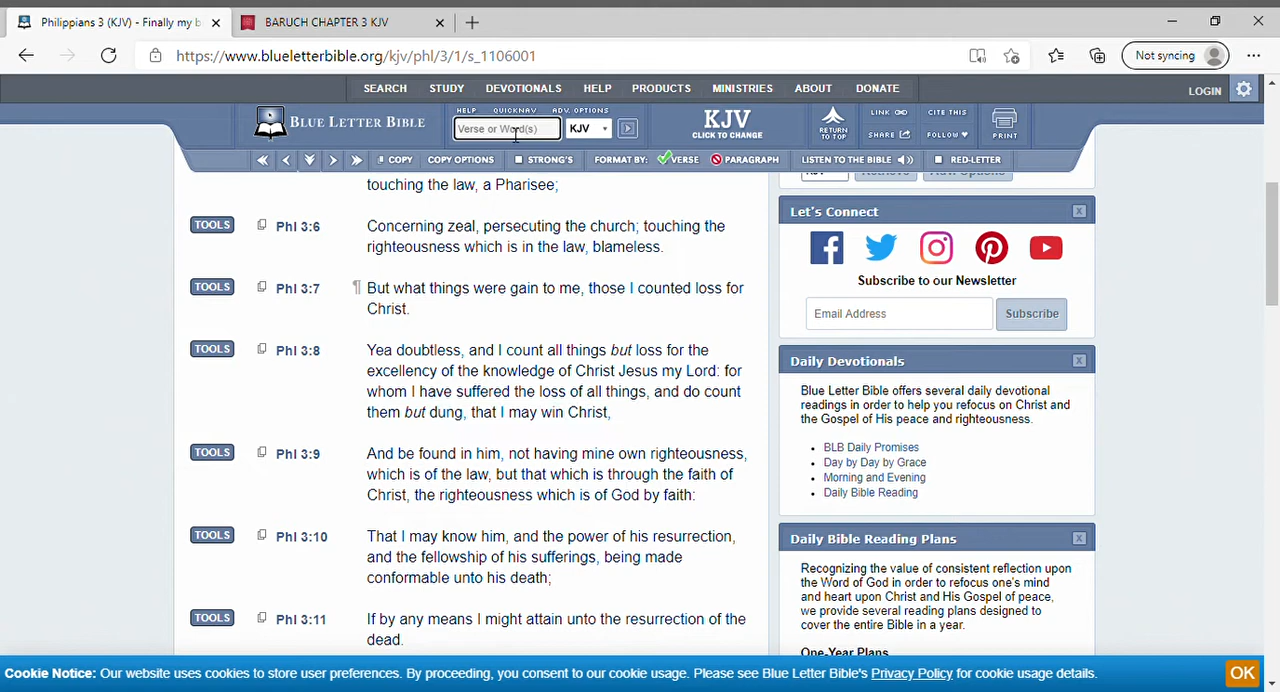 Philippians 3 (KJV) - Finally my b
BARUCH CHAPTER 3 KJV
https://www.blueletterbible.org/kjv/phl/3/1/s_1106001
Not syncing
SEARCH STUDY DEVOTIONALS HELP PRODUCTS MINISTRIES ABOUT DONATE
LOGIN
BLUE LETTER BIBLE
HELP QUICKNAV ADV. OPTIONS
Verse or Word(s)
KJV
KJV
CLICK TO CHANGE
RETURN
TO TOP
LINK
CITE THIS
SHARE
FOLLOW
PRINT
COPY COPY OPTIONS STRONG'S FORMAT BY: VERSE PARAGRAPH LISTEN TO THE BIBLE RED-LETTER
touching the law, a Pharisee;
TOOLS Phl 3:6 Concerning zeal, persecuting the church; touching the
righteousness which is in the law, blameless.
TOOLS Phl 3:7 ¶ But what things were gain to me, those I counted loss for
Christ.
TOOLS Phl 3:8 Yea doubtless, and I count all things but loss for the
excellency of the knowledge of Christ Jesus my Lord: for
whom I have suffered the loss of all things, and do count
them but dung, that I may win Christ,
TOOLS Phl 3:9 And be found in him, not having mine own righteousness,
which is of the law, but that which is through the faith of
Christ, the righteousness which is of God by faith:
TOOLS Phl 3:10 That I may know him, and the power of his resurrection,
and the fellowship of his sufferings, being made
conformable unto his death;
TOOLS Phl 3:11 If by any means I might attain unto the resurrection of the
dead.
Let's Connect
Subscribe to our Newsletter
Email Address
Subscribe
Daily Devotionals
Blue Letter Bible offers several daily devotional
readings in order to help you refocus on Christ and
the Gospel of His peace and righteousness.
BLB Daily Promises
Day by Day by Grace
Morning and Evening
Daily Bible Reading
Daily Bible Reading Plans
Recognizing the value of consistent reflection upon
the Word of God in order to refocus one's mind
and heart upon Christ and His Gospel of peace,
we provide several reading plans designed to
cover the entire Bible in a year.
One-Year Plans
Cookie Notice: Our website uses cookies to store user preferences. By proceeding, you consent to our cookie usage. Please see Blue Letter Bible's Privacy Policy for cookie usage details.
OK